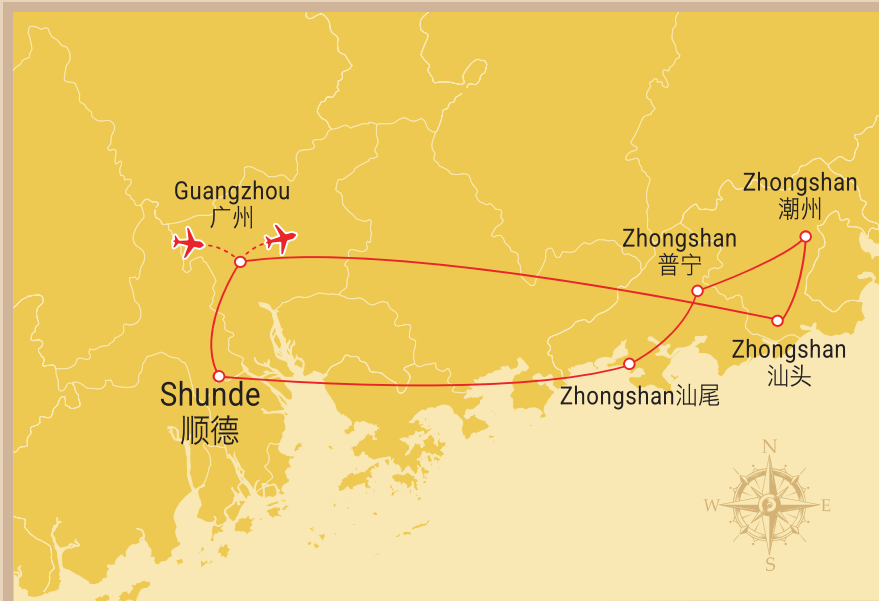 Guangzhou
广州
Zhongshan
潮州
Zhongshan
普宁
Zhongshan
汕头
Shunde
顺德
Zhongshan汕尾
N
W
E
S